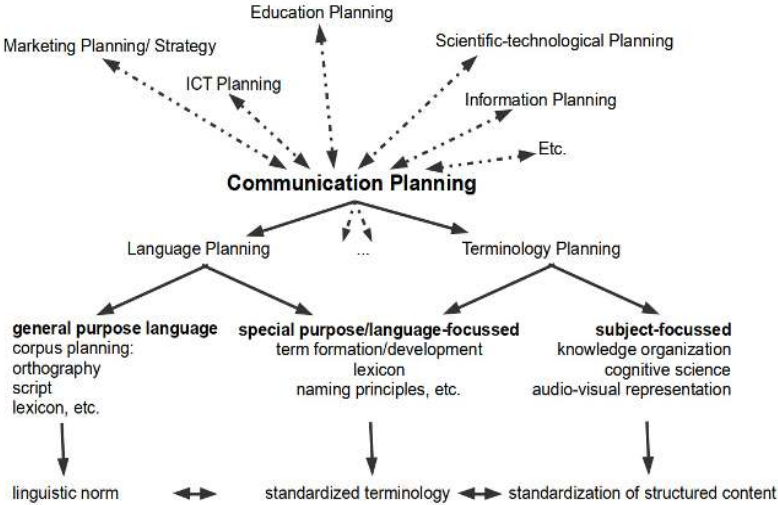 Education Planning
Marketing Planning/ Strategy
Scientific-technological Planning
ICT Planning
Information Planning
Etc.
Communication Planning
Language Planning
...
Terminology Planning
general purpose language
corpus planning:
orthography
script
lexicon, etc.
special purpose/language-focussed
term formation/development
lexicon
naming principles, etc.
subject-focussed
knowledge organization
cognitive science
audio-visual representation
linguistic norm
standardized terminology
standardization of structured content